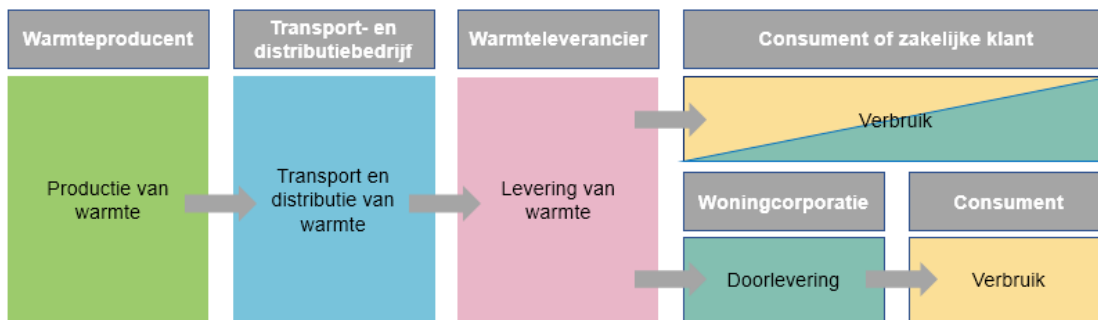 Warmteproducent
Transport- en
distributiebedrijf
Warmteleverancier
Consument of zakelijke klant
Productie van
warmte
Transport en
distributie van
warmte
Levering van
warmte
Verbruik
Woningcorporatie
Consument
Doorlevering
Verbruik